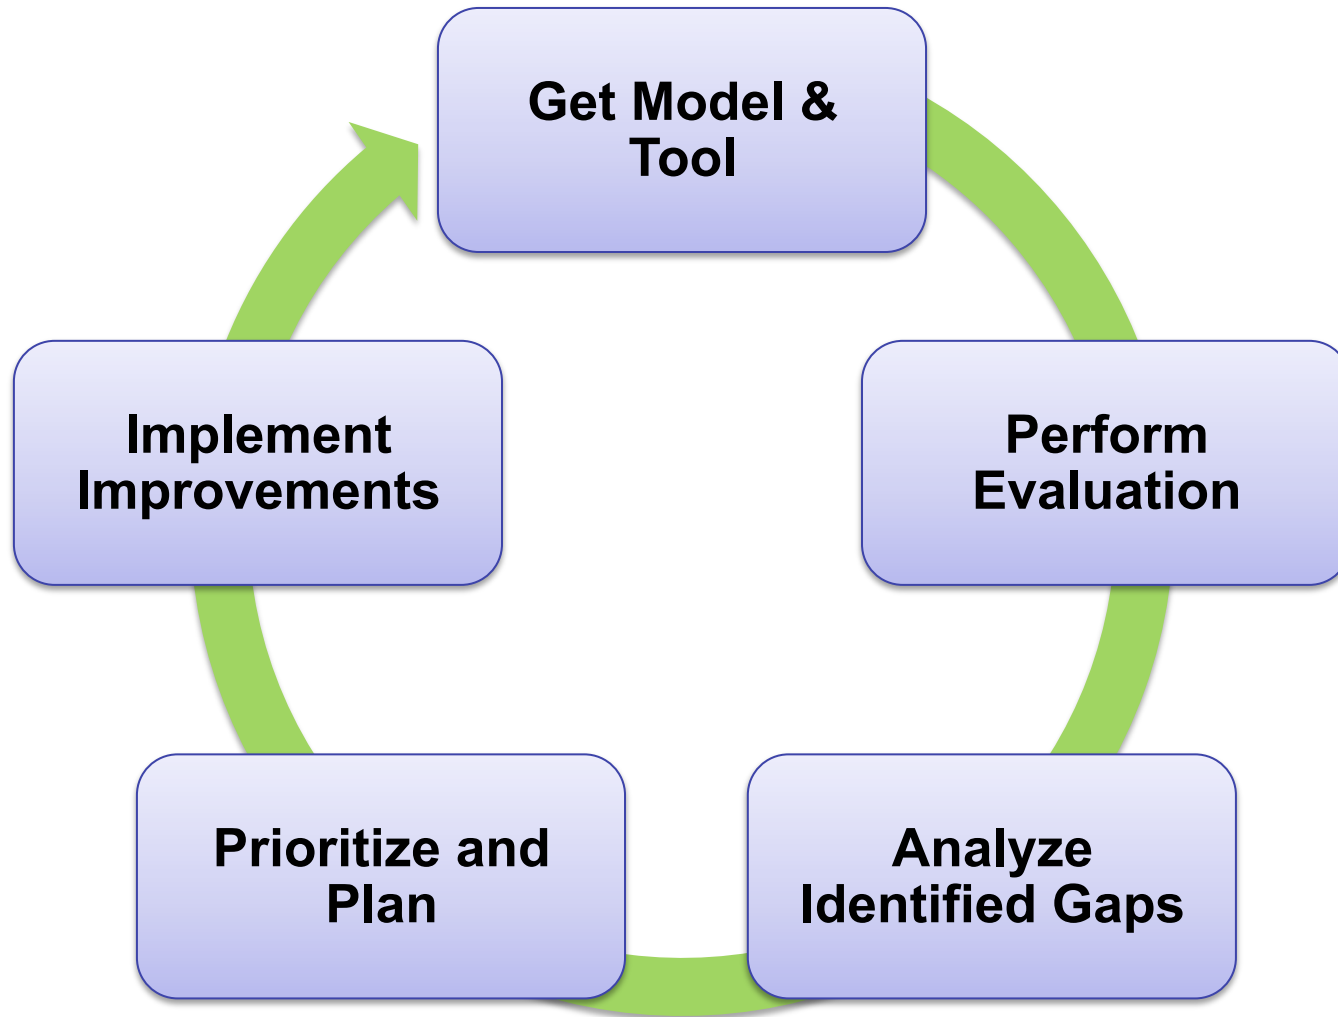 Get Model &
Tool
Perform
Evaluation
Analyze
Identified Gaps
Prioritize and
Plan
Implement
Improvements